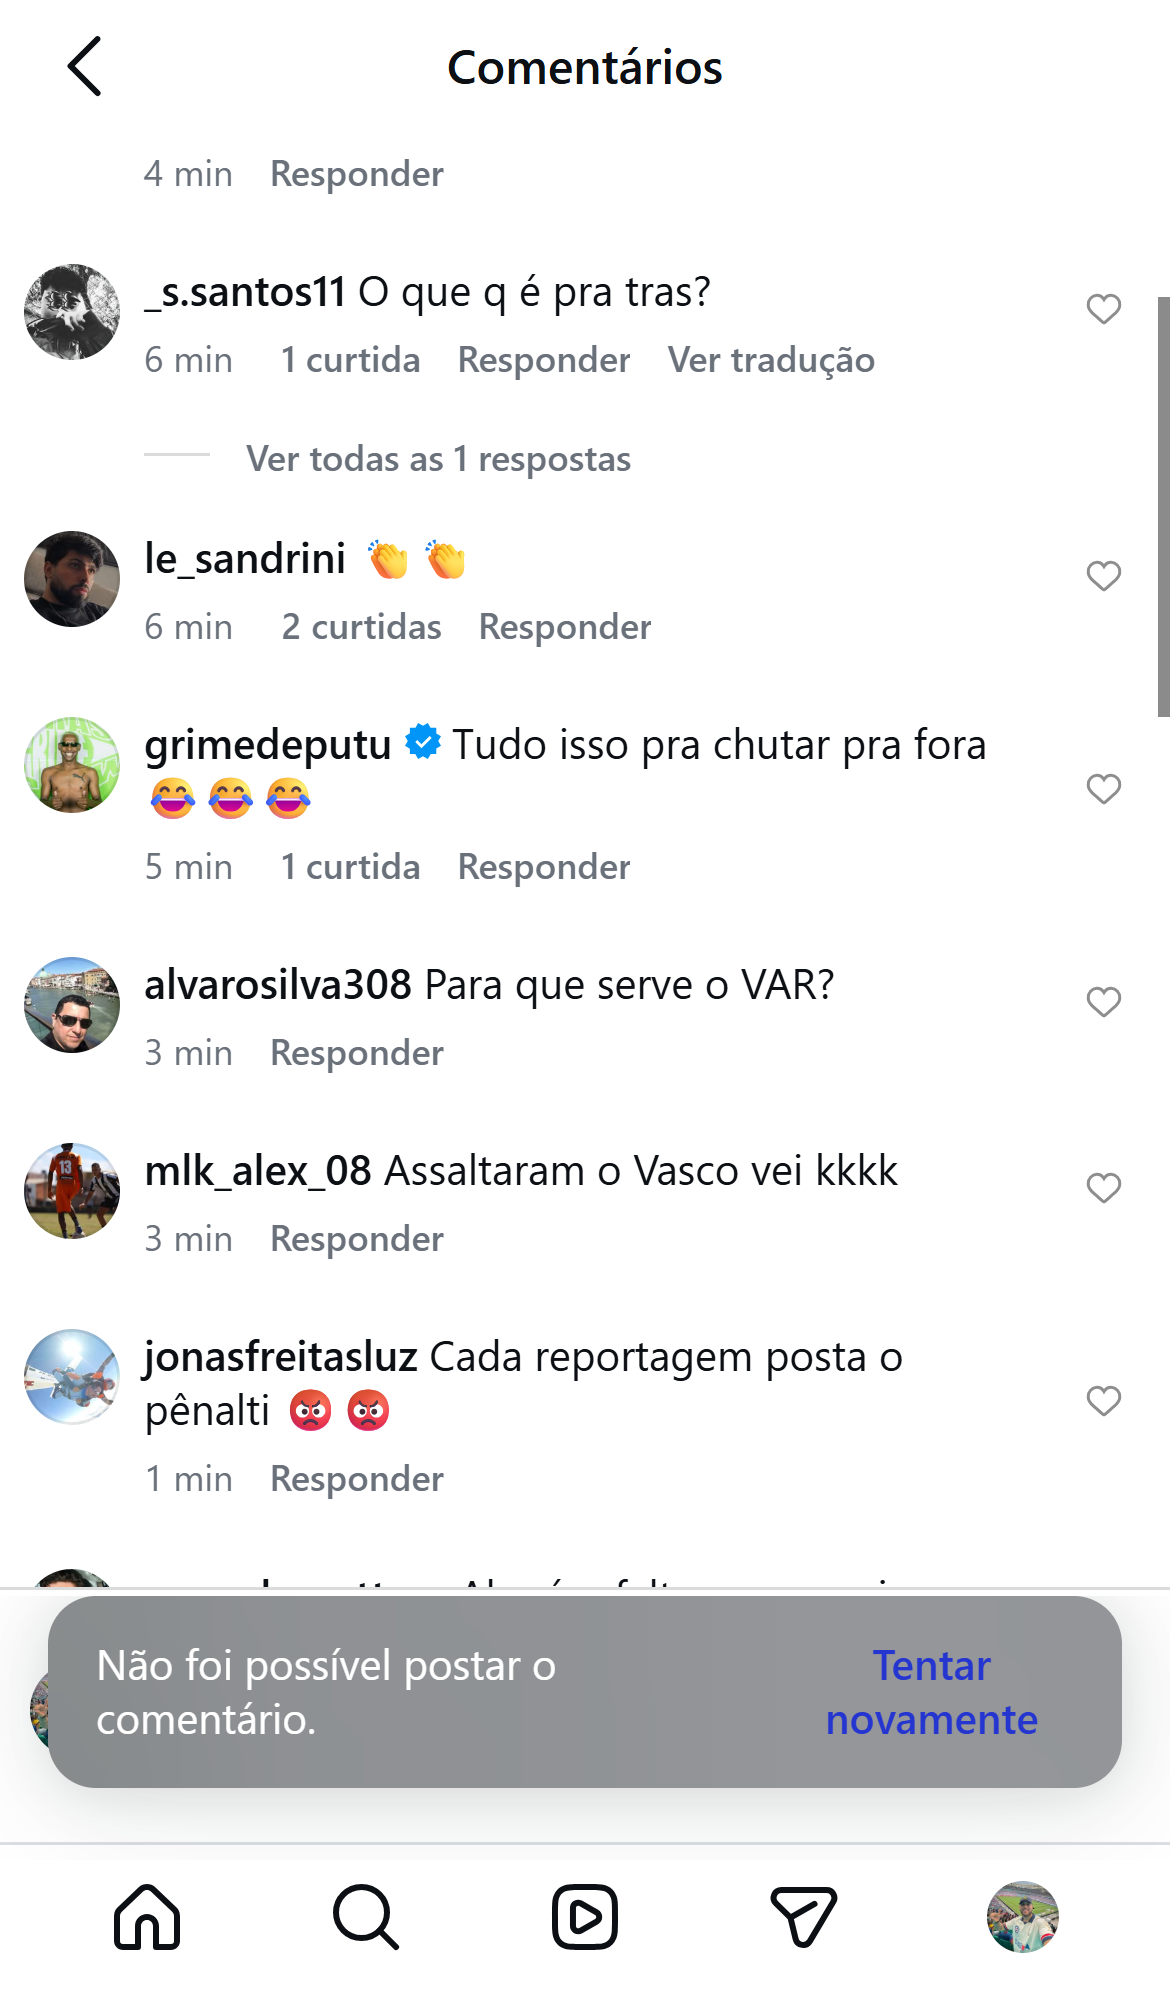 Comentários
4 min Responder
_s.santos11 O que q é pra tras?
6 min 1 curtida Responder Ver tradução
Ver todas as 1 respostas
le_sandrini 👏👏
6 min 2 curtidas Responder
grimedeputu Tudo isso pra chutar pra fora
😂😂😂
5 min 1 curtida Responder
alvarosilva308 Para que serve o VAR?
3 min Responder
mlk_alex_08 Assaltaram o Vasco vei kkkk
3 min Responder
jonasfreitasluz Cada reportagem posta o
pênalti 😡😡
1 min Responder
Não foi possível postar o
comentário.
Tentar
novamente